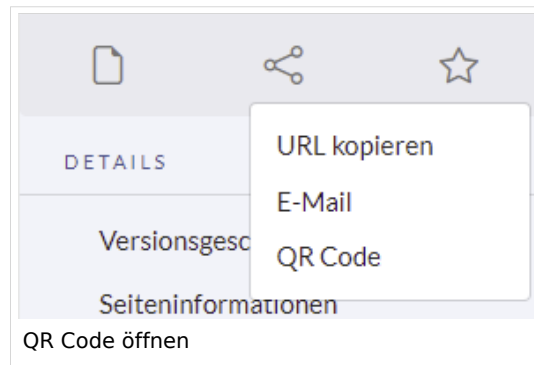 URL kopieren
DETAILS
E-Mail
Versionsgesc
QR Code
Seiteninformationen
QR Code öffnen